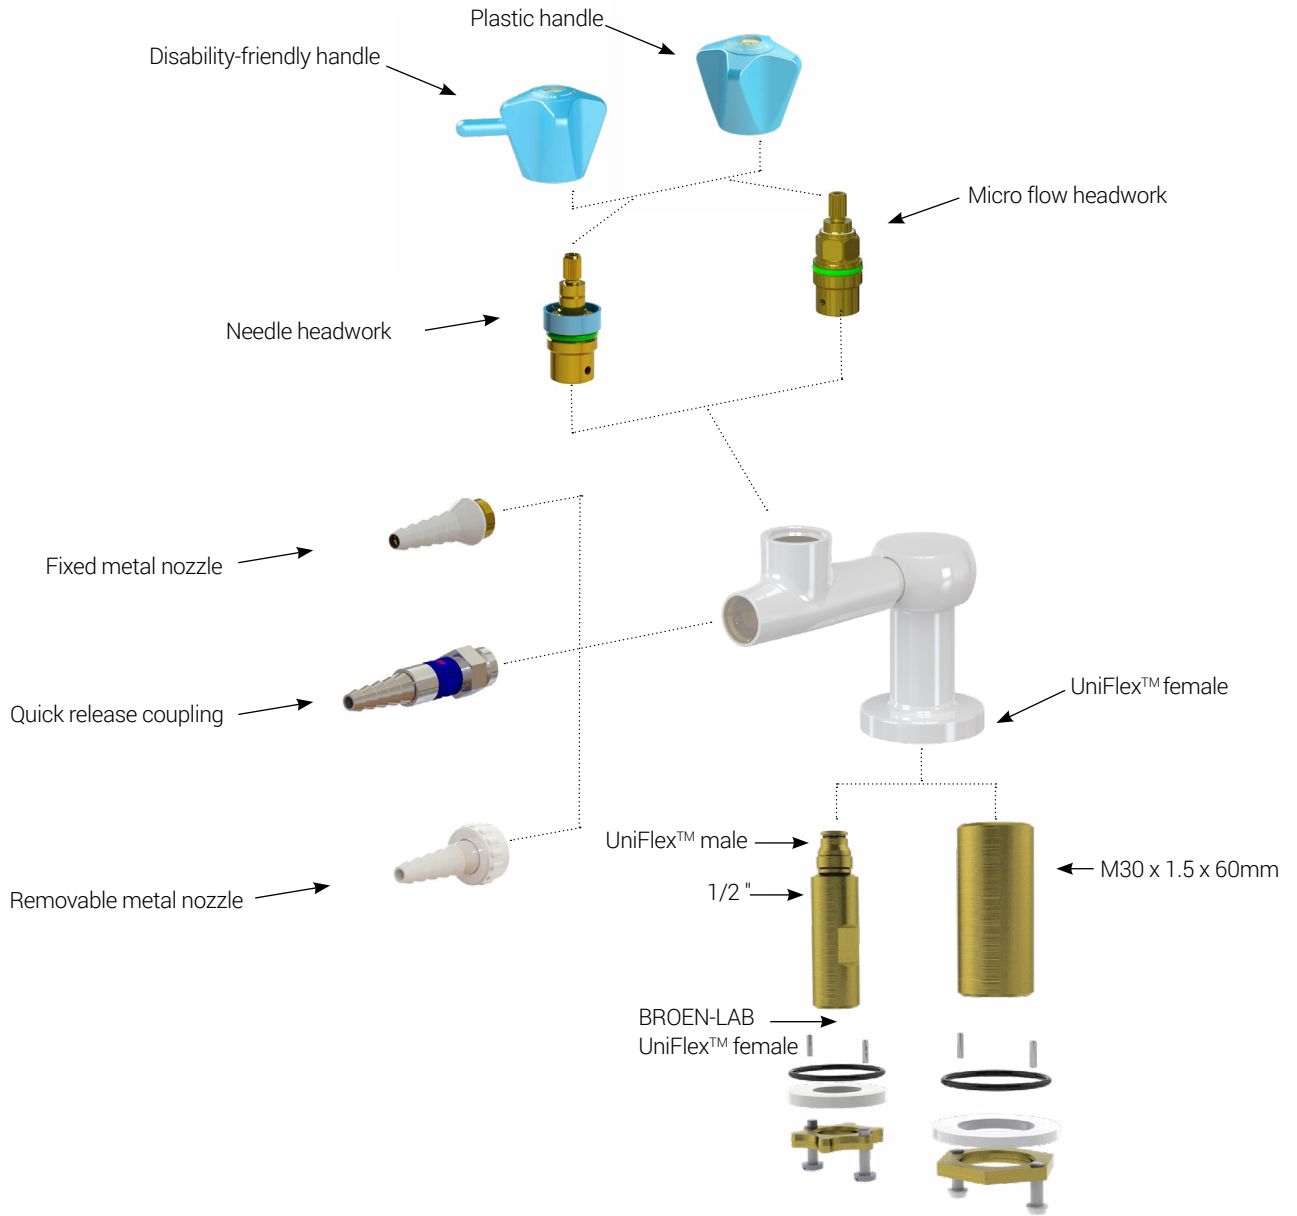 Plastic handle
Disability-friendly handle
Micro flow headwork
Needle headwork
Fixed metal nozzle
UniFlex™ female
Quick release coupling
UniFlex™ male
M30 x 1.5 x 60mm
1/2 "
Removable metal nozzle
BROEN-LAB
UniFlex™ female